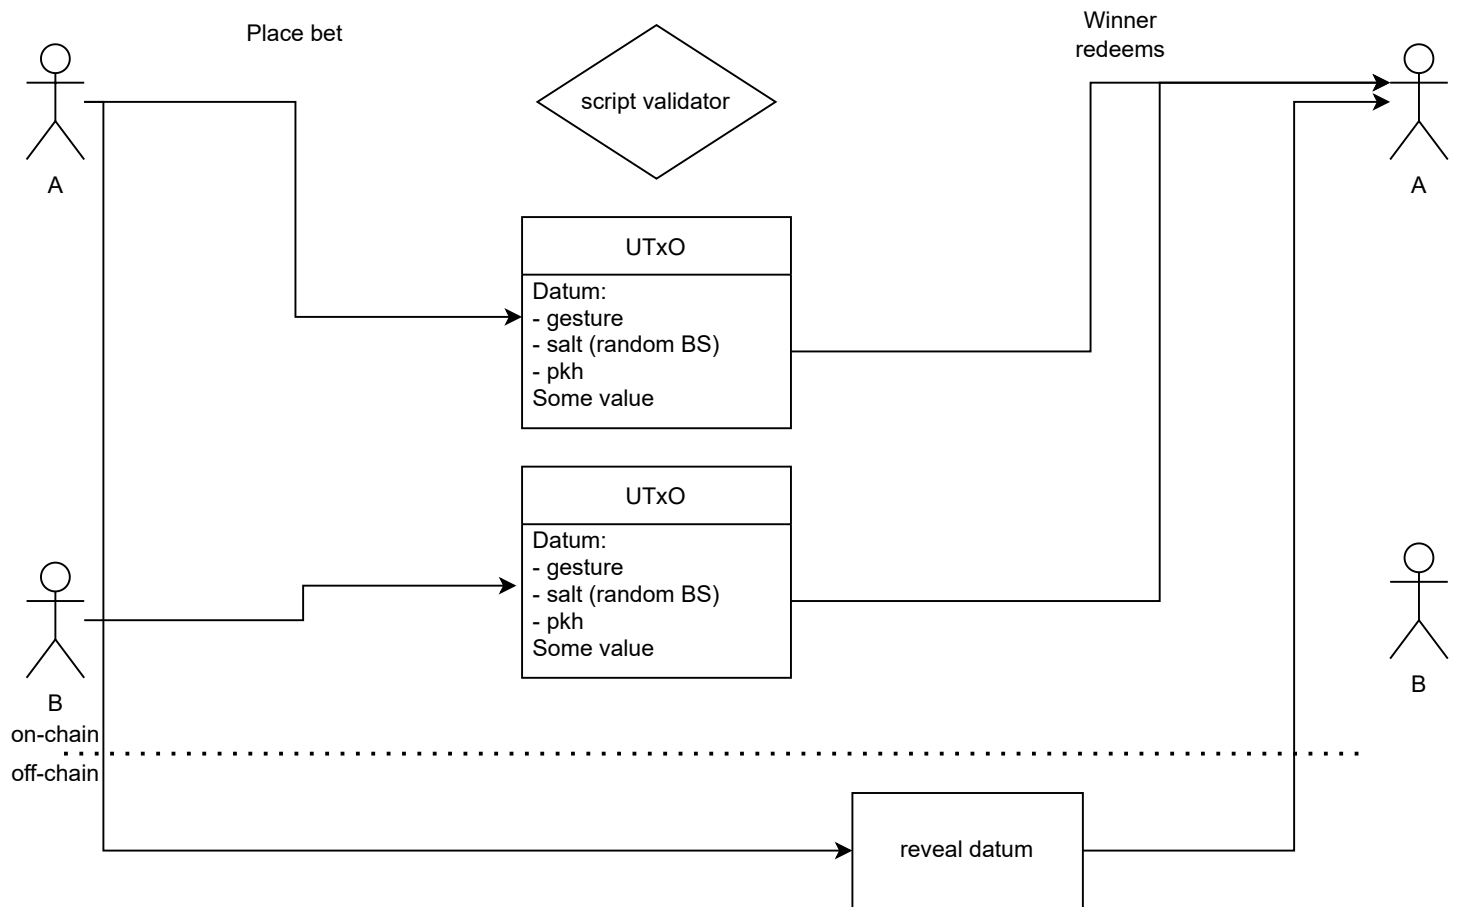 Place bet
Winner
redeems
script validator
A
A
UTxO
Datum:
- gesture
- salt (random BS)
- pkh
Some value
UTxO
Datum:
- gesture
- salt (random BS)
- pkh
Some value
B
B
on-chain
off-chain
reveal datum